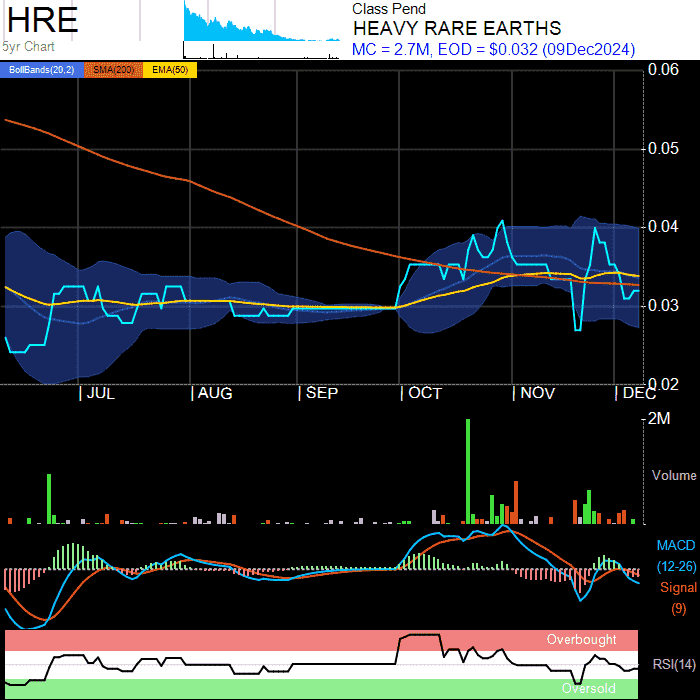 HRE
5yr Chart
Class Pend
HEAVY RARE EARTHS
MC = 2.7M, EOD = $0.032 (09Dec2024)
BollBands(20,2) SMA(200) EMA(50)
0.06
0.05
0.04
0.03
0.02
JUL AUG SEP OCT NOV DEC
2M
Volume
MACD
(12-26)
Signal
(9)
Overbought
RSI(14)
Oversold